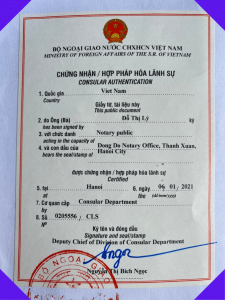 BỘ NGOẠI GIAO NƯỚC CHXHCN VIỆT NAM
MINISTRY OF FOREIGN AFFAIRS OF THE S.R. OF VIETNAM
CHỨNG NHẬN / HỢP PHÁP HÓA LÃNH SỰ
CONSULAR AUTHENTICATION
1. Quốc gia Viet Nam
Country
Giấy tờ, tài liệu này
This public document
2. do Ông (Bà) Đỗ Thị Lý
has been signed by
3. với chức danh Notary public
acting in the capacity of
4. và con dấu của Dong Do Notary Office, Thanh Xuan,
bears the seal/stamp of Hanoi City
được chứng nhận / hợp pháp hóa lãnh sự
Certified
5. tại Hanoi 6. ngày 06 / 01 / 2021
at the
7. Cơ quan cấp Consular Department
by
8. Số 0205556 / CLS
Nº
Ký tên và đóng dấu
Signature and seal/stamp
Deputy Chief of Division of Consular Department
Nguyễn Thị Bích Ngọc
BỘ NGOẠI GIAO